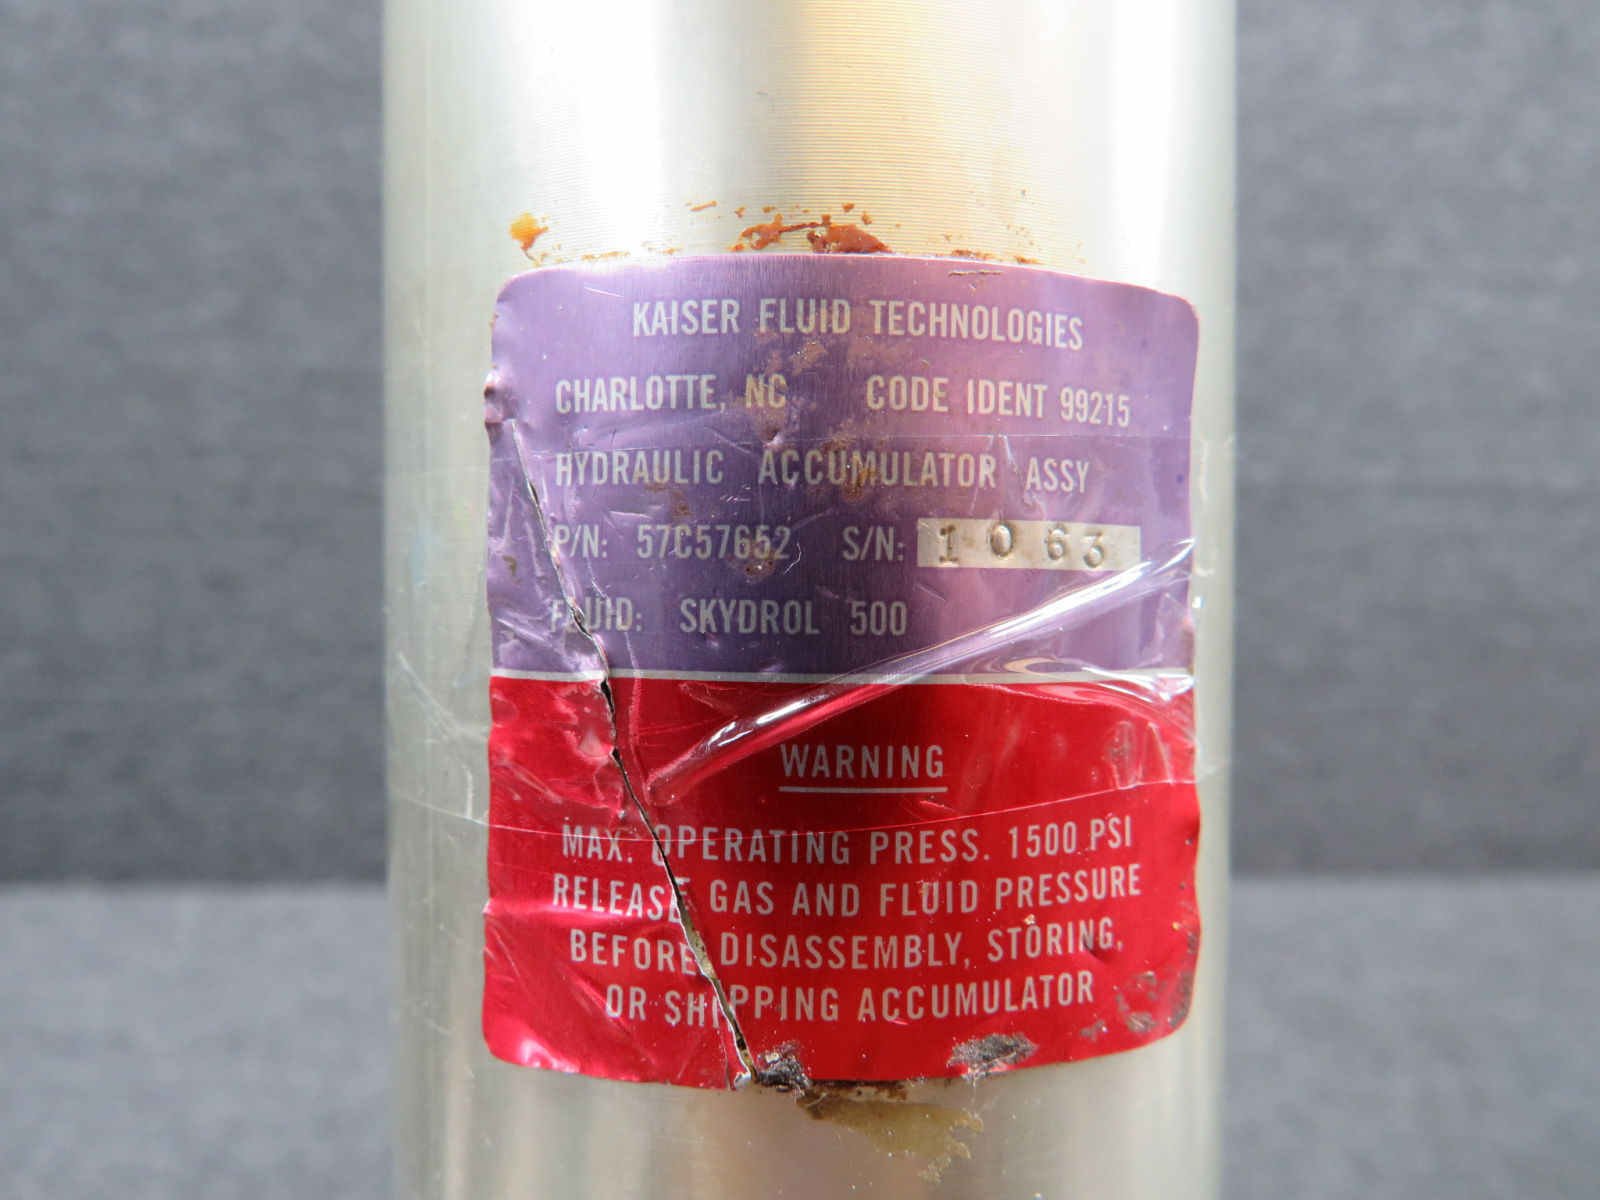 KAISER FLUID TECHNOLOGIES
CHARLOTTE, NC CODE IDENT 99215
HYDRAULIC ACCUMULATOR ASSY
P/N: 57C57652 S/N: 1063
FLUID: SKYDROL 500
WARNING
MAX. OPERATING PRESS. 1500 PSI
RELEASE GAS AND FLUID PRESSURE
BEFORE DISASSEMBLY, STORING,
OR SHIPPING ACCUMULATOR